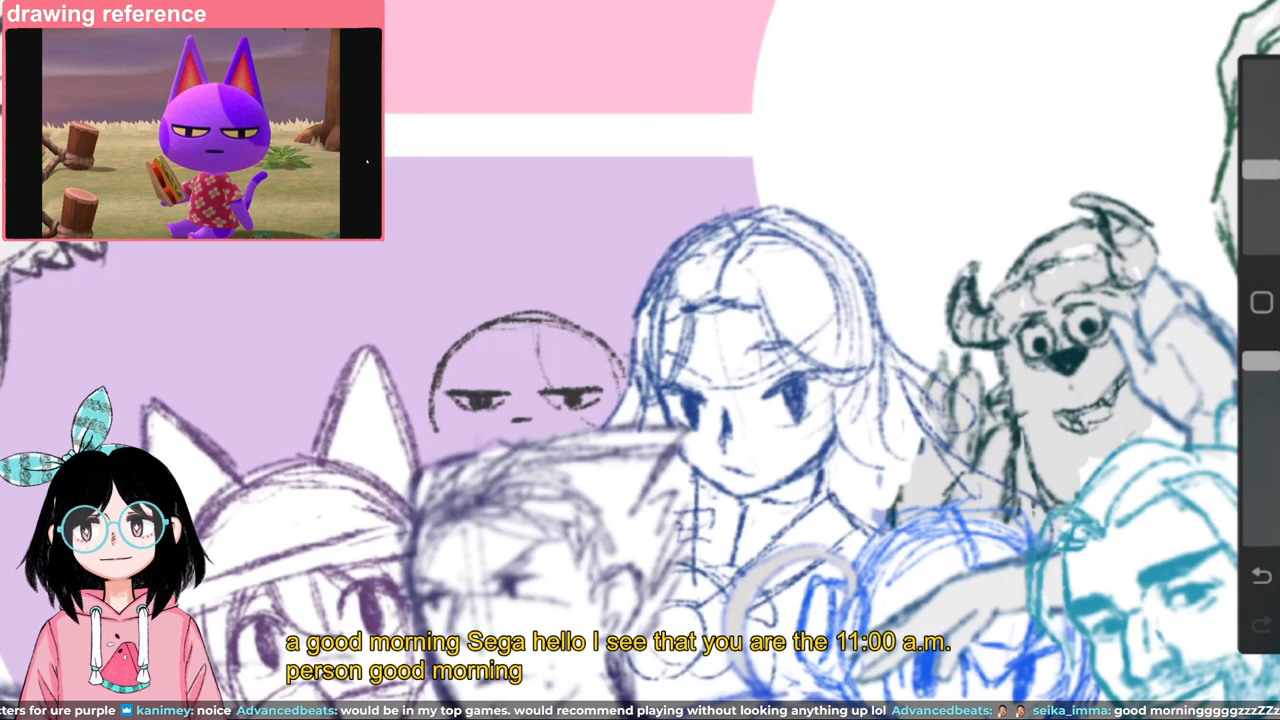 drawing reference
a good morning Sega hello I see that you are the 11:00 a.m.
person good morning
cters for ure purple kanimey: noice Advancedbeats: would be in my top games. would recommend playing without looking anything up lol Advancedbeats: seika_imma: good morninggggggzzzZZz